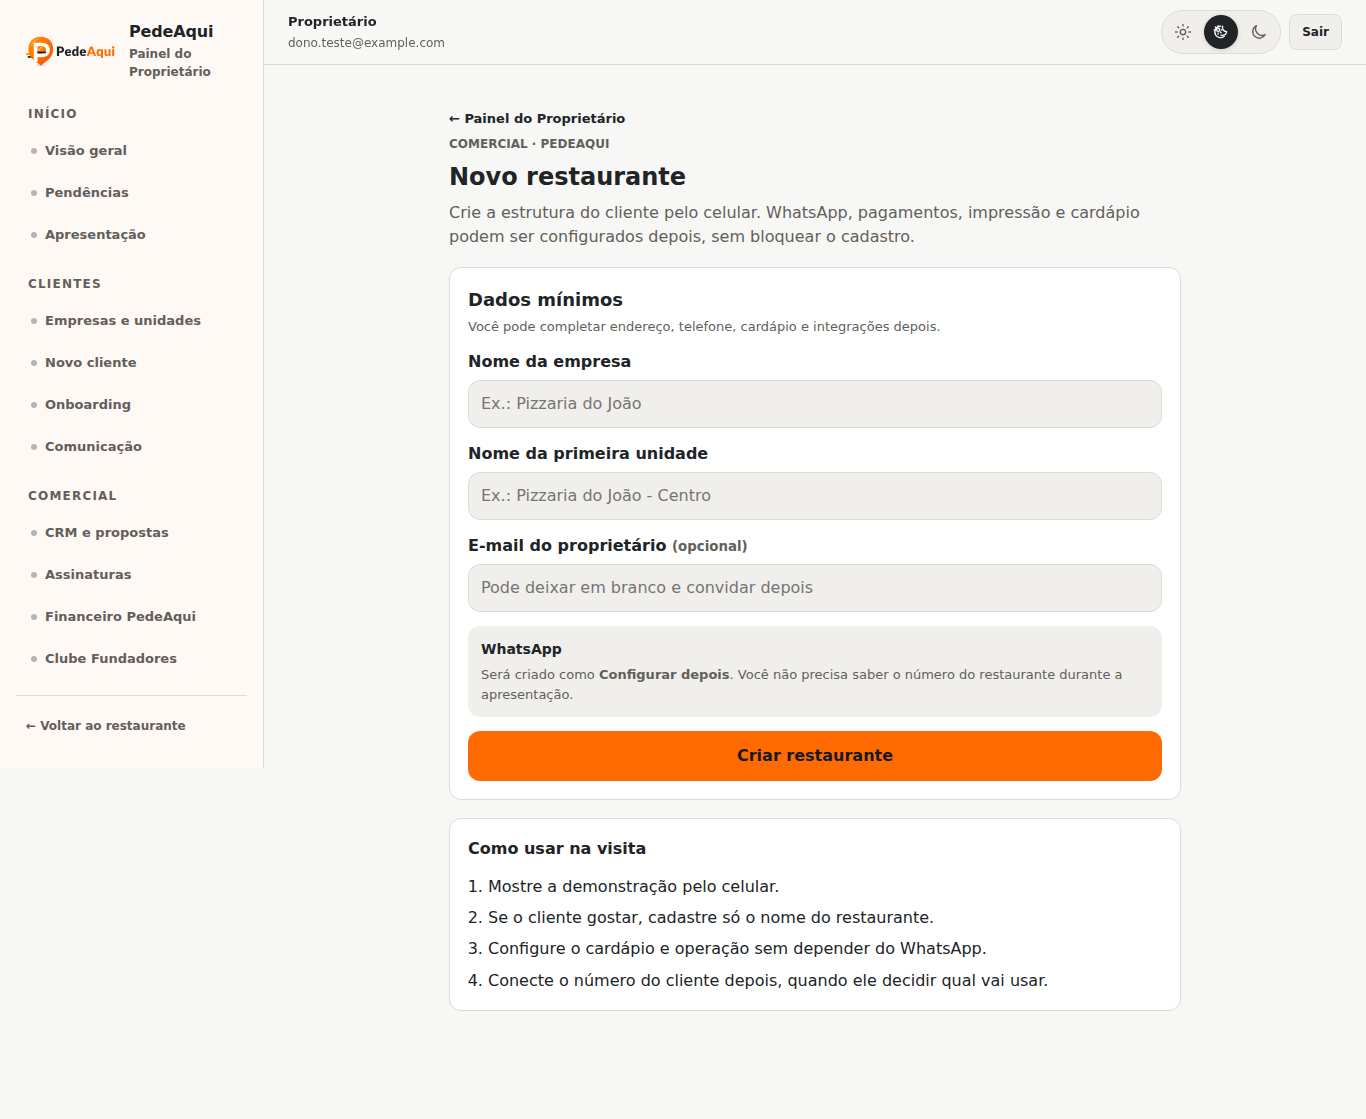 PedeAqui
PedeAqui
Painel do
Proprietário
INÍCIO
Visão geral
Pendências
Apresentação
CLIENTES
Empresas e unidades
Novo cliente
Onboarding
Comunicação
COMERCIAL
CRM e propostas
Assinaturas
Financeiro PedeAqui
Clube Fundadores
← Voltar ao restaurante
Proprietário
dono.teste@example.com
Sair
← Painel do Proprietário
COMERCIAL · PEDEAQUI
Novo restaurante
Crie a estrutura do cliente pelo celular. WhatsApp, pagamentos, impressão e cardápio
podem ser configurados depois, sem bloquear o cadastro.
Dados mínimos
Você pode completar endereço, telefone, cardápio e integrações depois.
Nome da empresa
Ex.: Pizzaria do João
Nome da primeira unidade
Ex.: Pizzaria do João - Centro
E-mail do proprietário (opcional)
Pode deixar em branco e convidar depois
WhatsApp
Será criado como Configurar depois. Você não precisa saber o número do restaurante durante a
apresentação.
Criar restaurante
Como usar na visita
1. Mostre a demonstração pelo celular.
2. Se o cliente gostar, cadastre só o nome do restaurante.
3. Configure o cardápio e operação sem depender do WhatsApp.
4. Conecte o número do cliente depois, quando ele decidir qual vai usar.